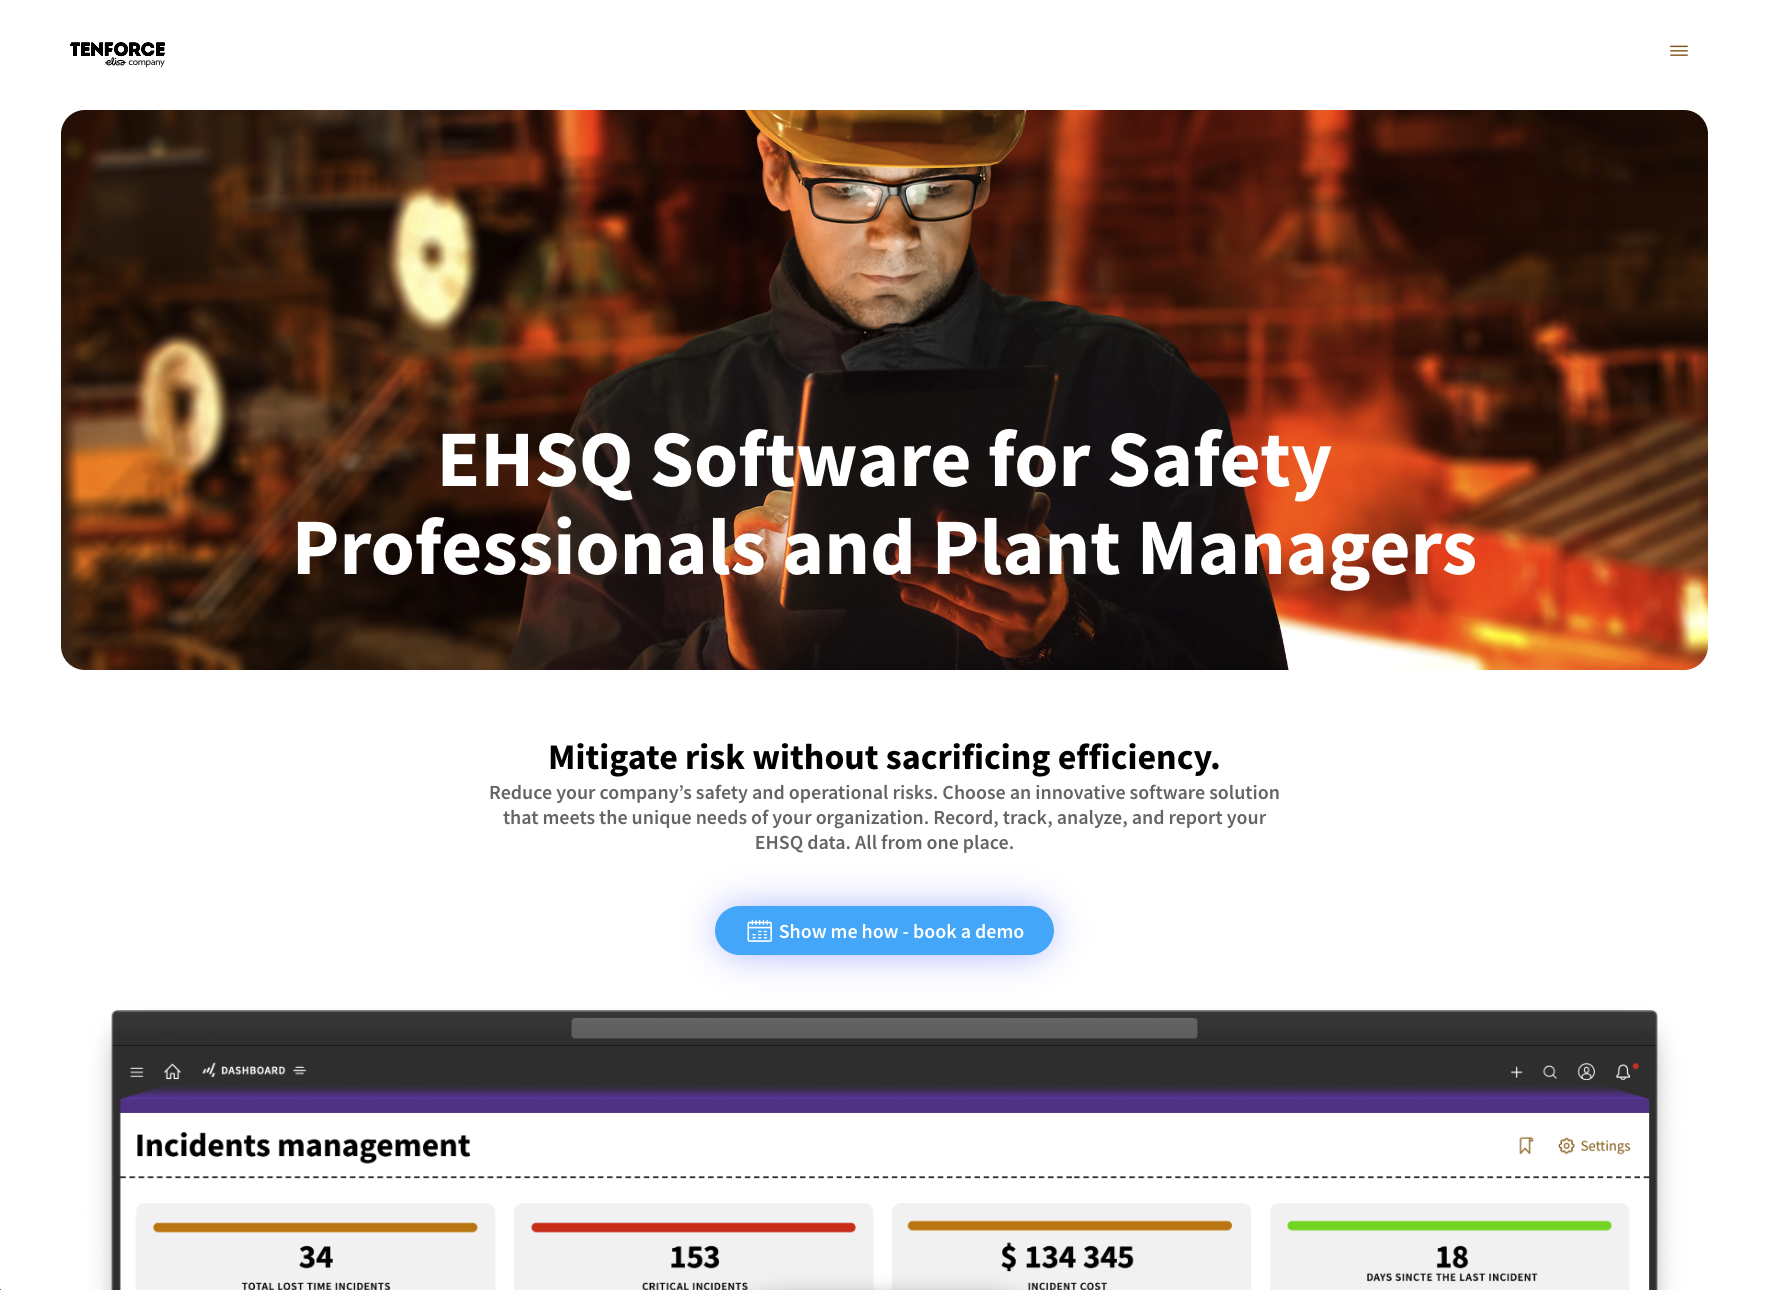 TENFORCE
elisa company
EHSQ Software for Safety
Professionals and Plant Managers
Mitigate risk without sacrificing efficiency.
Reduce your company’s safety and operational risks. Choose an innovative software solution
that meets the unique needs of your organization. Record, track, analyze, and report your
EHSQ data. All from one place.
Show me how - book a demo
DASHBOARD
Incidents management
Settings
34
TOTAL LOST TIME INCIDENTS
153
CRITICAL INCIDENTS
$ 134 345
INCIDENT COST
18
DAYS SINCTE THE LAST INCIDENT